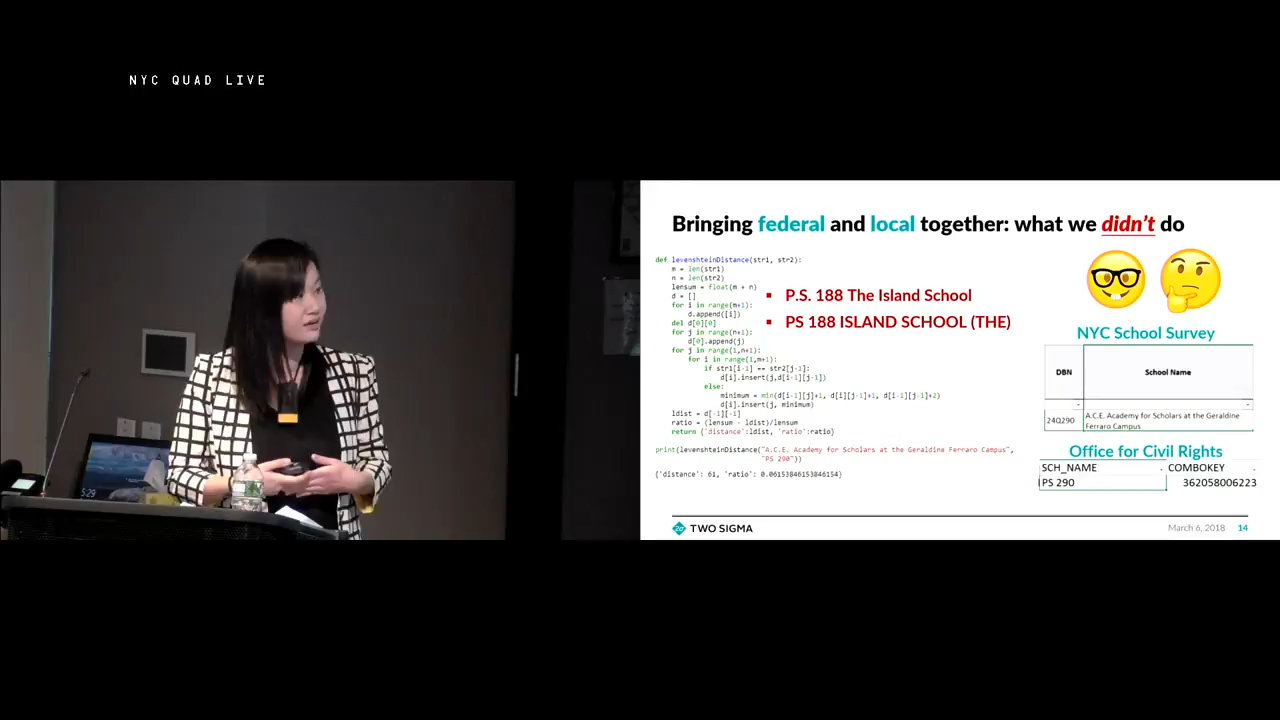 NYC QUAD LIVE
5:29
Bringing federal and local together: what we didn't do
def levenshteinDistance(str1, str2):
m = len(str1)
n = len(str2)
lensum = float(m + n)
d = []
for i in range(m+1):
d.append([i])
del d[0][0]
for j in range(n+1):
d[0].append(j)
for j in range(1,n+1):
for i in range(1,m+1):
if str1[i-1] == str2[j-1]:
d[i].insert(j,d[i-1][j-1])
else:
minimum = min(d[i-1][j]+1, d[i][j-1]+1, d[i-1][j-1]+2)
d[i].insert(j, minimum)
ldist = d[-1][-1]
ratio = (lensum - ldist)/lensum
return {'distance':ldist, 'ratio':ratio}
print(levenshteinDistance("A.C.E. Academy for Scholars at the Geraldine Ferraro Campus",
"PS 290"))
{'distance': 61, 'ratio': 0.06153846153846154}
▪ P.S. 188 The Island School
▪ PS 188 ISLAND SCHOOL (THE)
NYC School Survey
DBN School Name
24Q290 A.C.E. Academy for Scholars at the Geraldine
Ferraro Campus
Office for Civil Rights
SCH_NAME COMBOKEY
PS 290 362058006223
TWO SIGMA
March 6, 2018 14